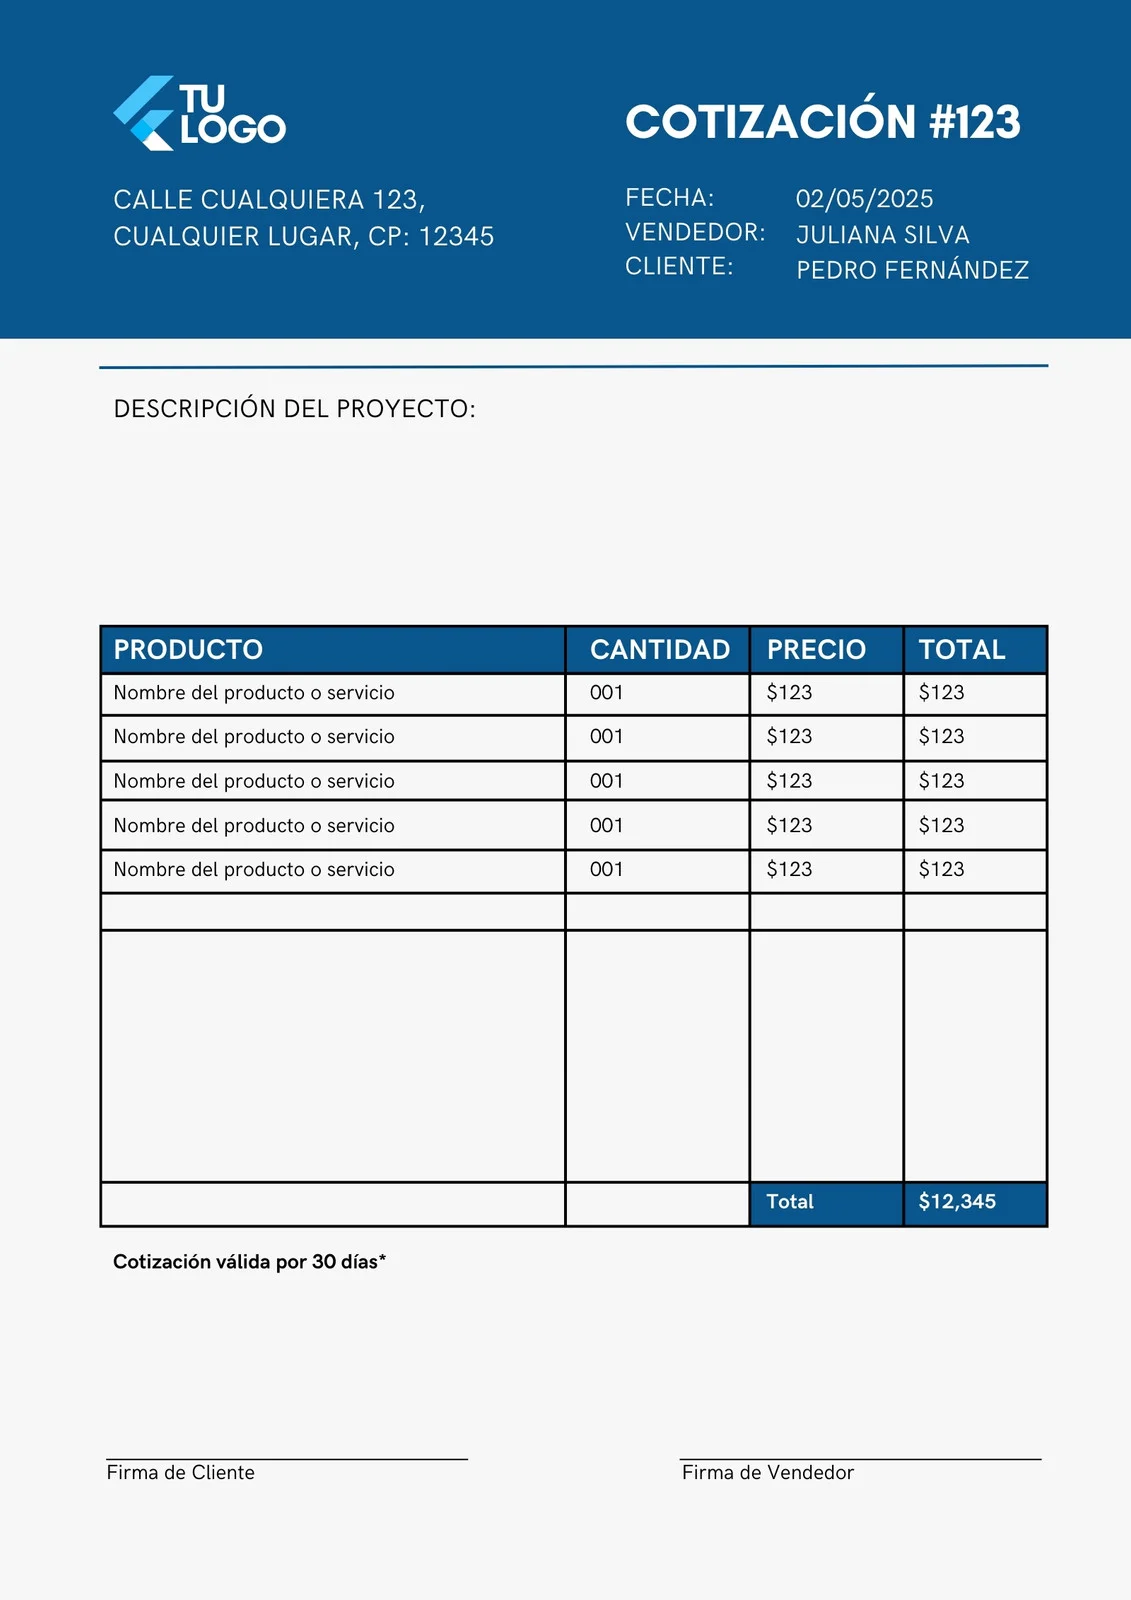 TU
LOGO
COTIZACIÓN #123
CALLE CUALQUIERA 123,
CUALQUIER LUGAR, CP: 12345
FECHA: 02/05/2025
VENDEDOR: JULIANA SILVA
CLIENTE: PEDRO FERNÁNDEZ
DESCRIPCIÓN DEL PROYECTO:
PRODUCTO CANTIDAD PRECIO TOTAL
Nombre del producto o servicio 001 $123 $123
Nombre del producto o servicio 001 $123 $123
Nombre del producto o servicio 001 $123 $123
Nombre del producto o servicio 001 $123 $123
Nombre del producto o servicio 001 $123 $123
Total $12,345
Cotización válida por 30 días*
Firma de Cliente Firma de Vendedor